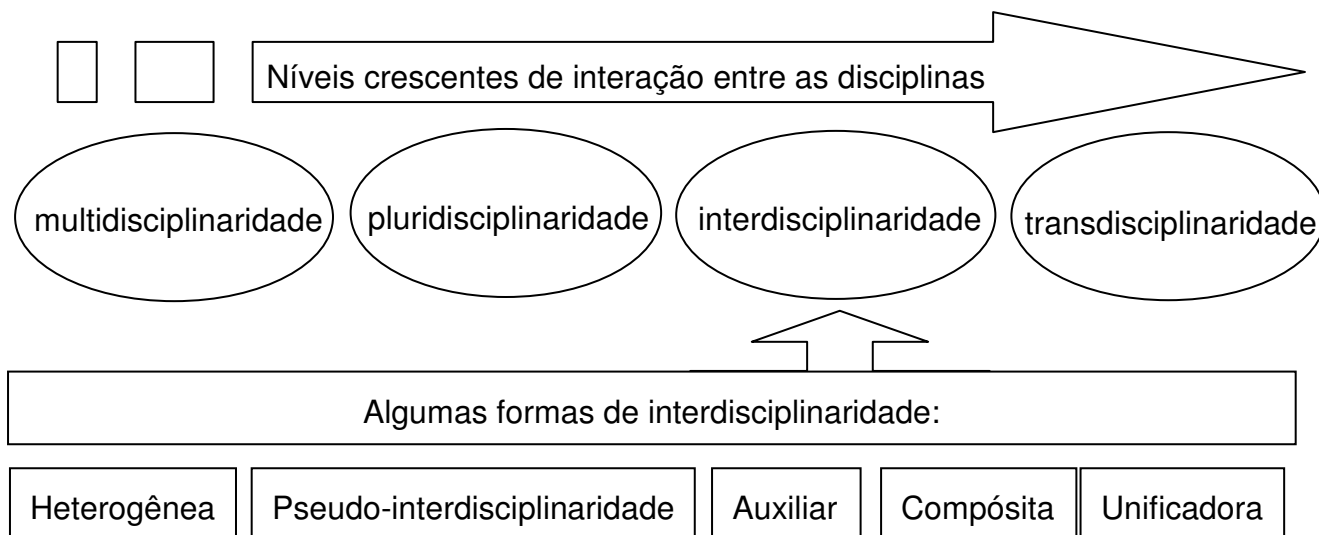 Níveis crescentes de interação entre as disciplinas
multidisciplinaridade pluridisciplinaridade interdisciplinaridade transdisciplinaridade
Algumas formas de interdisciplinaridade:
Heterogênea Pseudo-interdisciplinaridade Auxiliar Compósita Unificadora